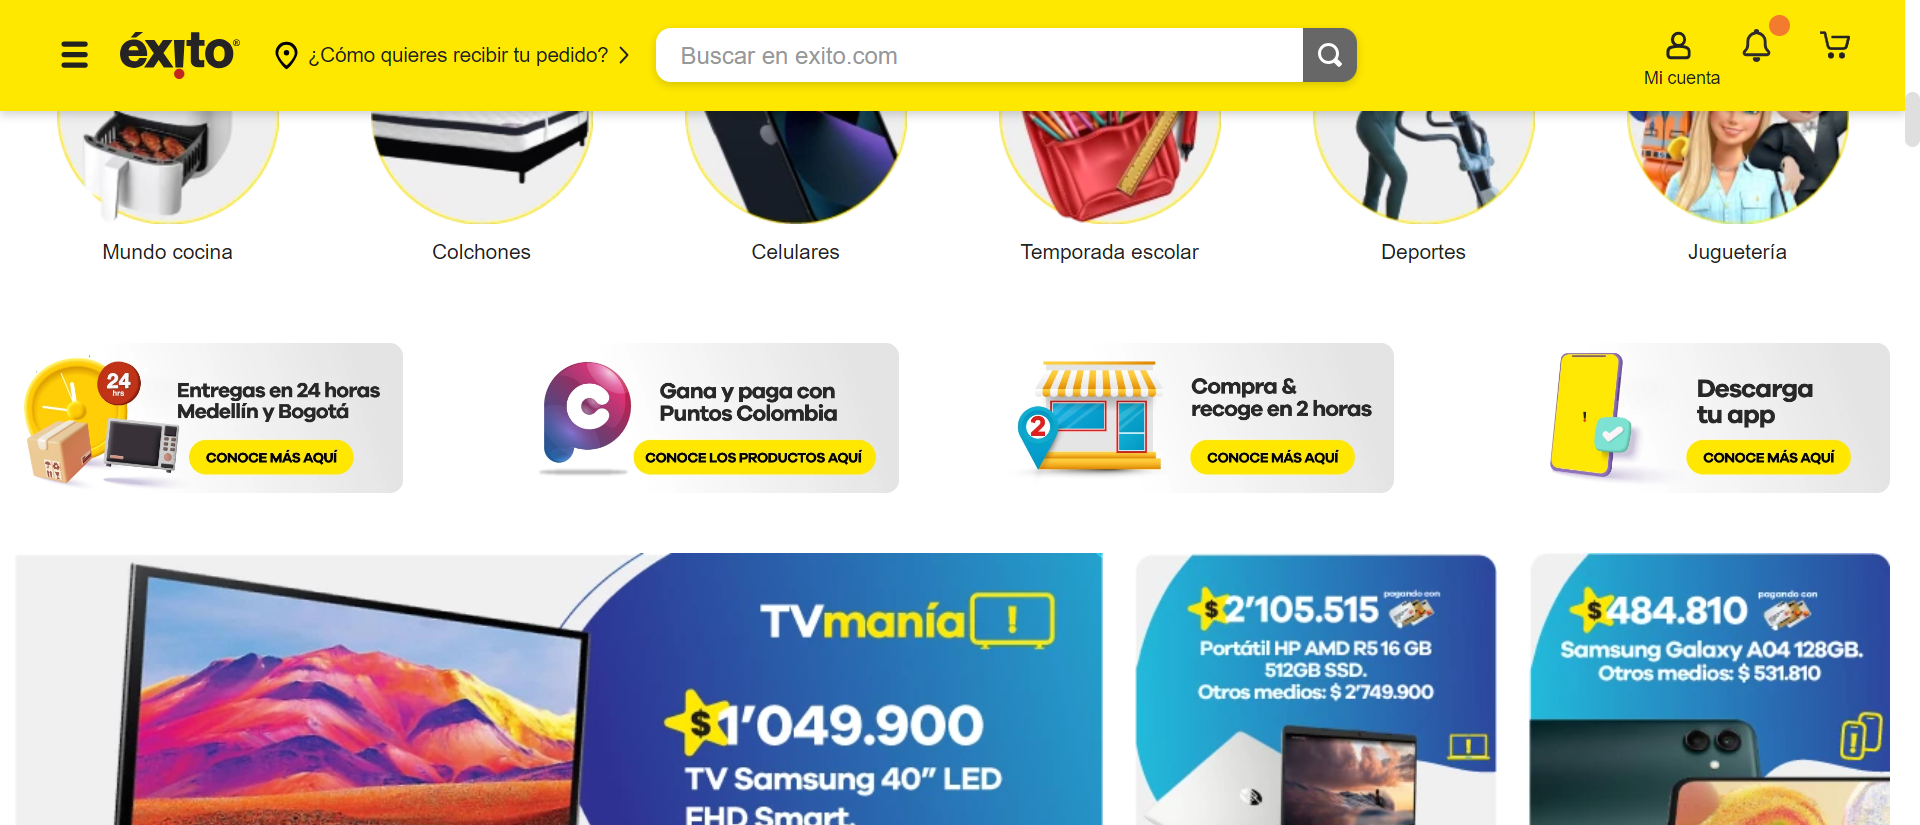 éxito®
¿Cómo quieres recibir tu pedido?
Buscar en exito.com
Mi cuenta
Mundo cocina
Colchones
Celulares
Temporada escolar
Deportes
Juguetería
24
hrs
Entregas en 24 horas
Medellín y Bogotá
CONOCE MÁS AQUÍ
Gana y paga con
Puntos Colombia
CONOCE LOS PRODUCTOS AQUÍ
2
Compra &
recoge en 2 horas
CONOCE MÁS AQUÍ
Descarga
tu app
CONOCE MÁS AQUÍ
TVmanía
$1'049.900
TV Samsung 40" LED
FHD Smart.
$2'105.515
pagando con
Portátil HP AMD R5 16 GB
512GB SSD.
Otros medios: $ 2'749.900
$484.810
pagando con
Samsung Galaxy A04 128GB.
Otros medios: $ 531.810